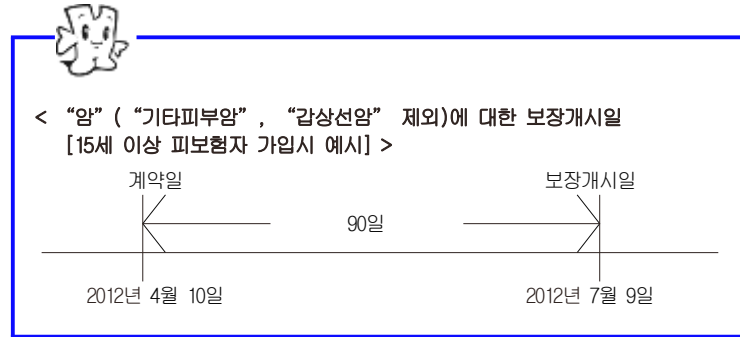 < “암” ( “기타피부암” , “갑상선암” 제외)에 대한 보장개시일
[15세 이상 피보험자 가입시 예시] >
계약일 보장개시일
90일
2012년 4월 10일 2012년 7월 9일